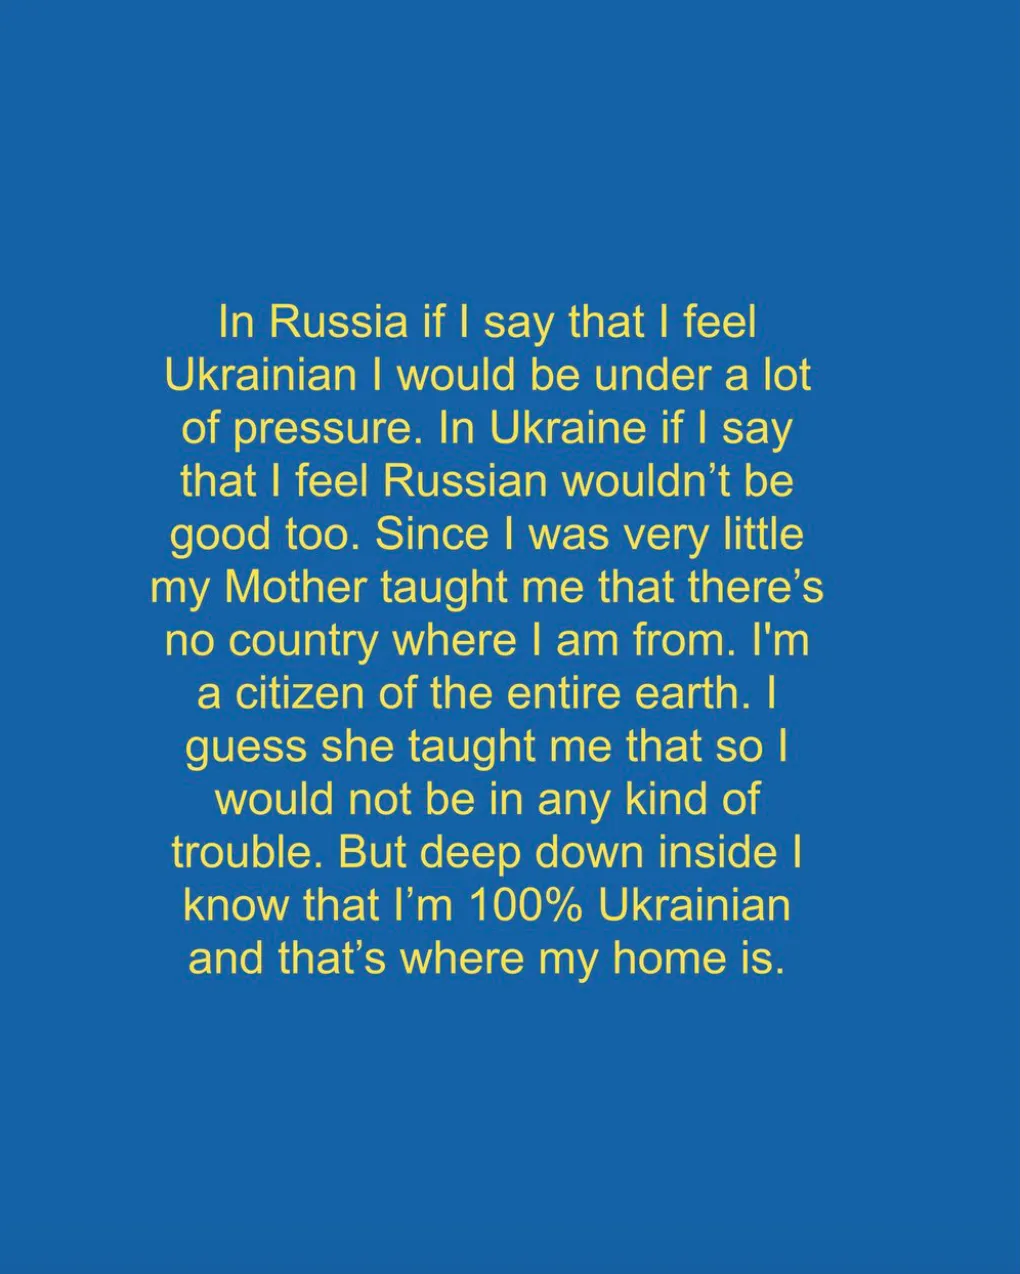 In Russia if I say that I feel
Ukrainian I would be under a lot
of pressure. In Ukraine if I say
that I feel Russian wouldn’t be
good too. Since I was very little
my Mother taught me that there’s
no country where I am from. I'm
a citizen of the entire earth. I
guess she taught me that so I
would not be in any kind of
trouble. But deep down inside I
know that I’m 100% Ukrainian
and that’s where my home is.